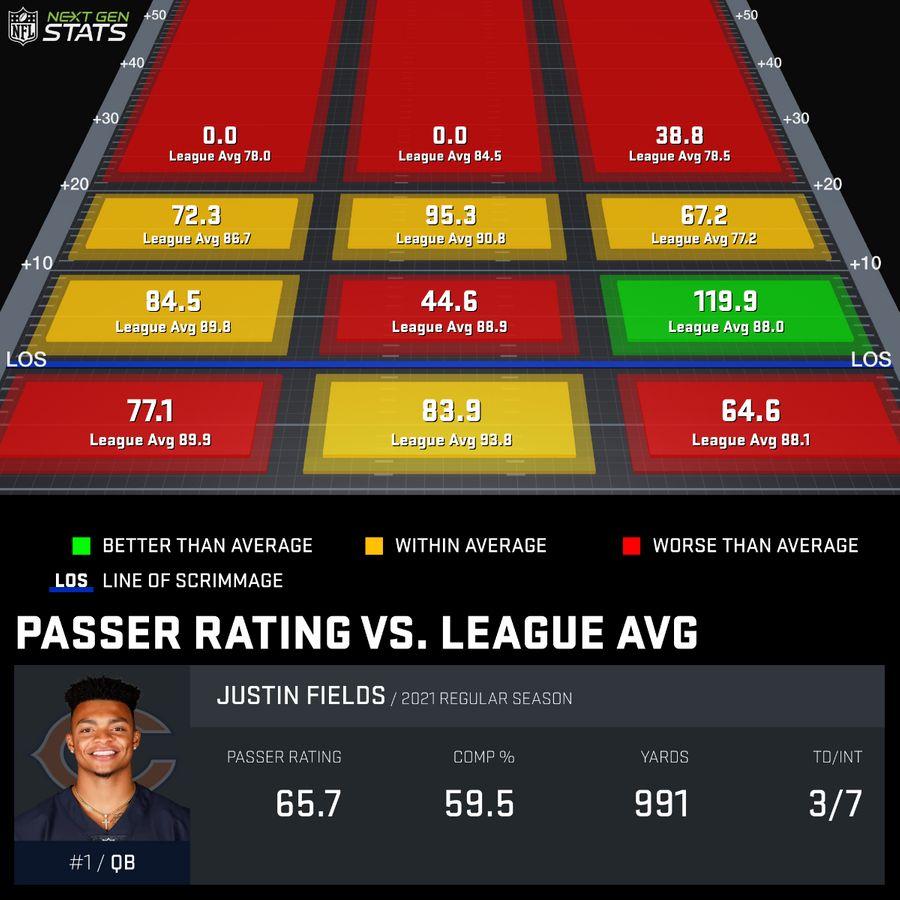 NFL NEXT GEN
STATS
+50 +50
+40 +40
+30 +30
0.0 0.0 38.8
League Avg 78.0 League Avg 84.5 League Avg 78.5
+20 +20
72.3 95.3 67.2
League Avg 86.7 League Avg 90.8 League Avg 77.2
+10 +10
84.5 44.6 119.9
League Avg 89.8 League Avg 88.9 League Avg 88.0
LOS LOS
77.1 83.9 64.6
League Avg 89.9 League Avg 93.8 League Avg 88.1
BETTER THAN AVERAGE WITHIN AVERAGE WORSE THAN AVERAGE
LOS LINE OF SCRIMMAGE
PASSER RATING VS. LEAGUE AVG
JUSTIN FIELDS / 2021 REGULAR SEASON
PASSER RATING COMP % YARDS TD/INT
65.7 59.5 991 3/7
#1 / QB